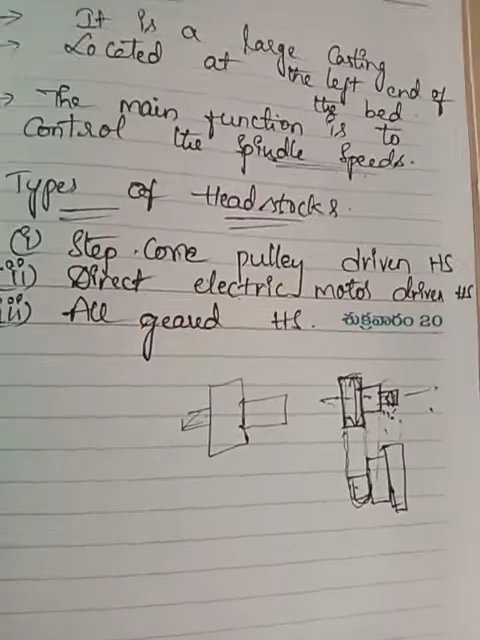 → It is a large casting
→ Located at the left end of the bed.
→ The main function is to
control the spindle speeds.
Types of Headstocks.
(i) Step.Cone pulley driven HS
(ii) Direct electric motor driven HS
(iii) All geared HS.
శుక్రవారం 20